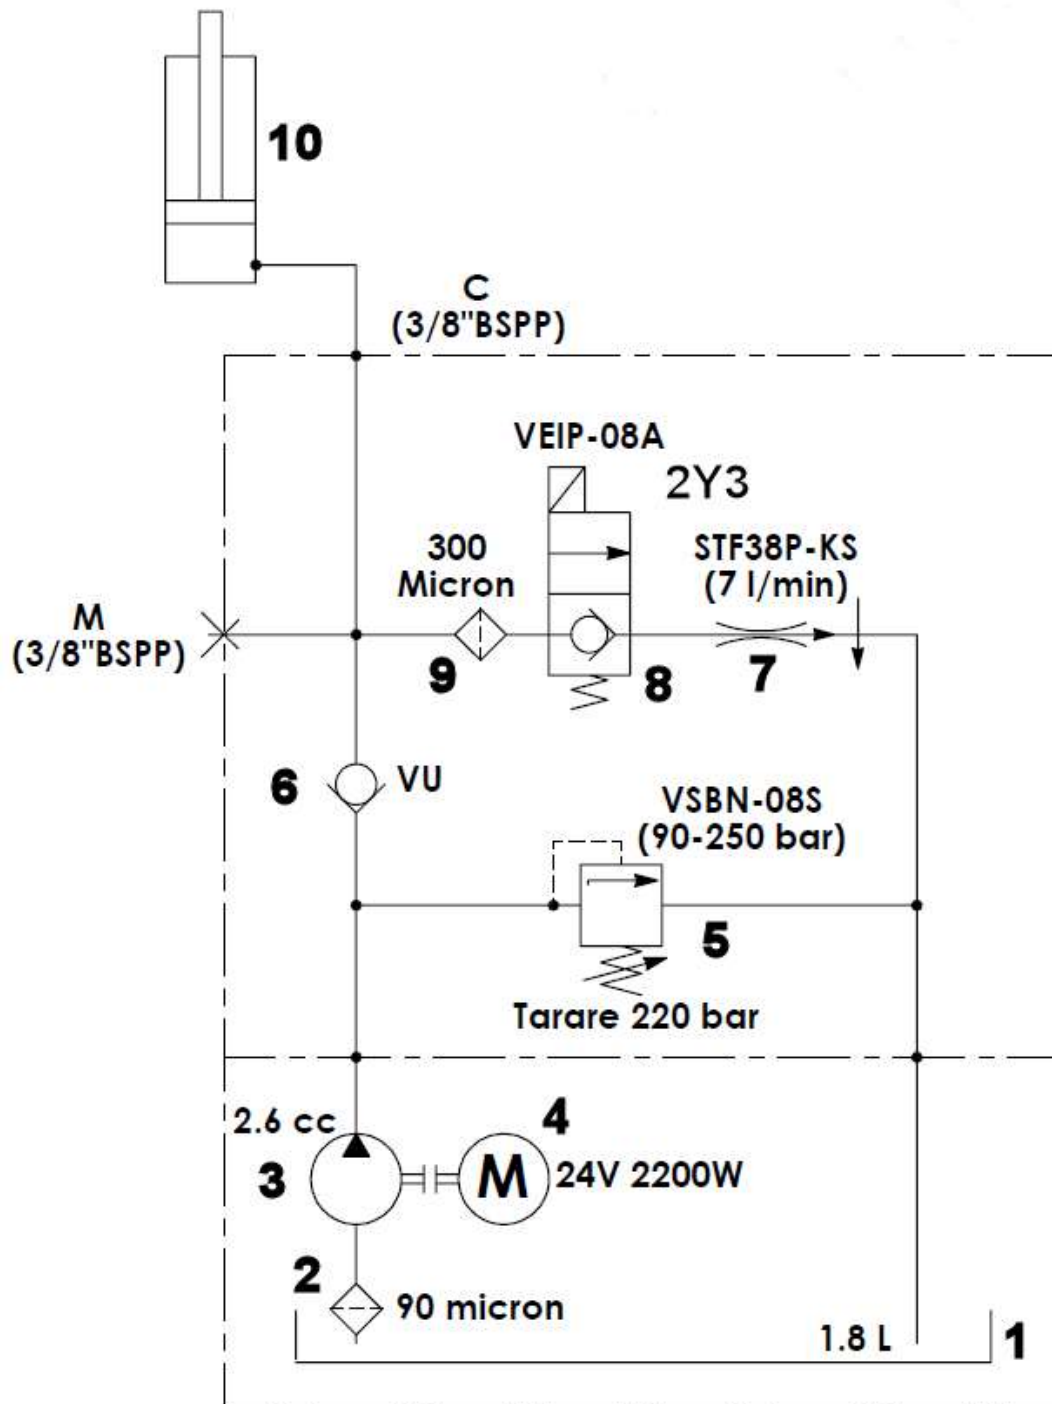 10
C
(3/8"BSPP)
VEIP-08A
2Y3
300
Micron
STF38P-KS
(7 l/min)
M
(3/8"BSPP)
9
8
7
6
VU
VSBN-08S
(90-250 bar)
5
Tarare 220 bar
2.6 cc
4
3
M
24V 2200W
2
90 micron
1.8 L
1